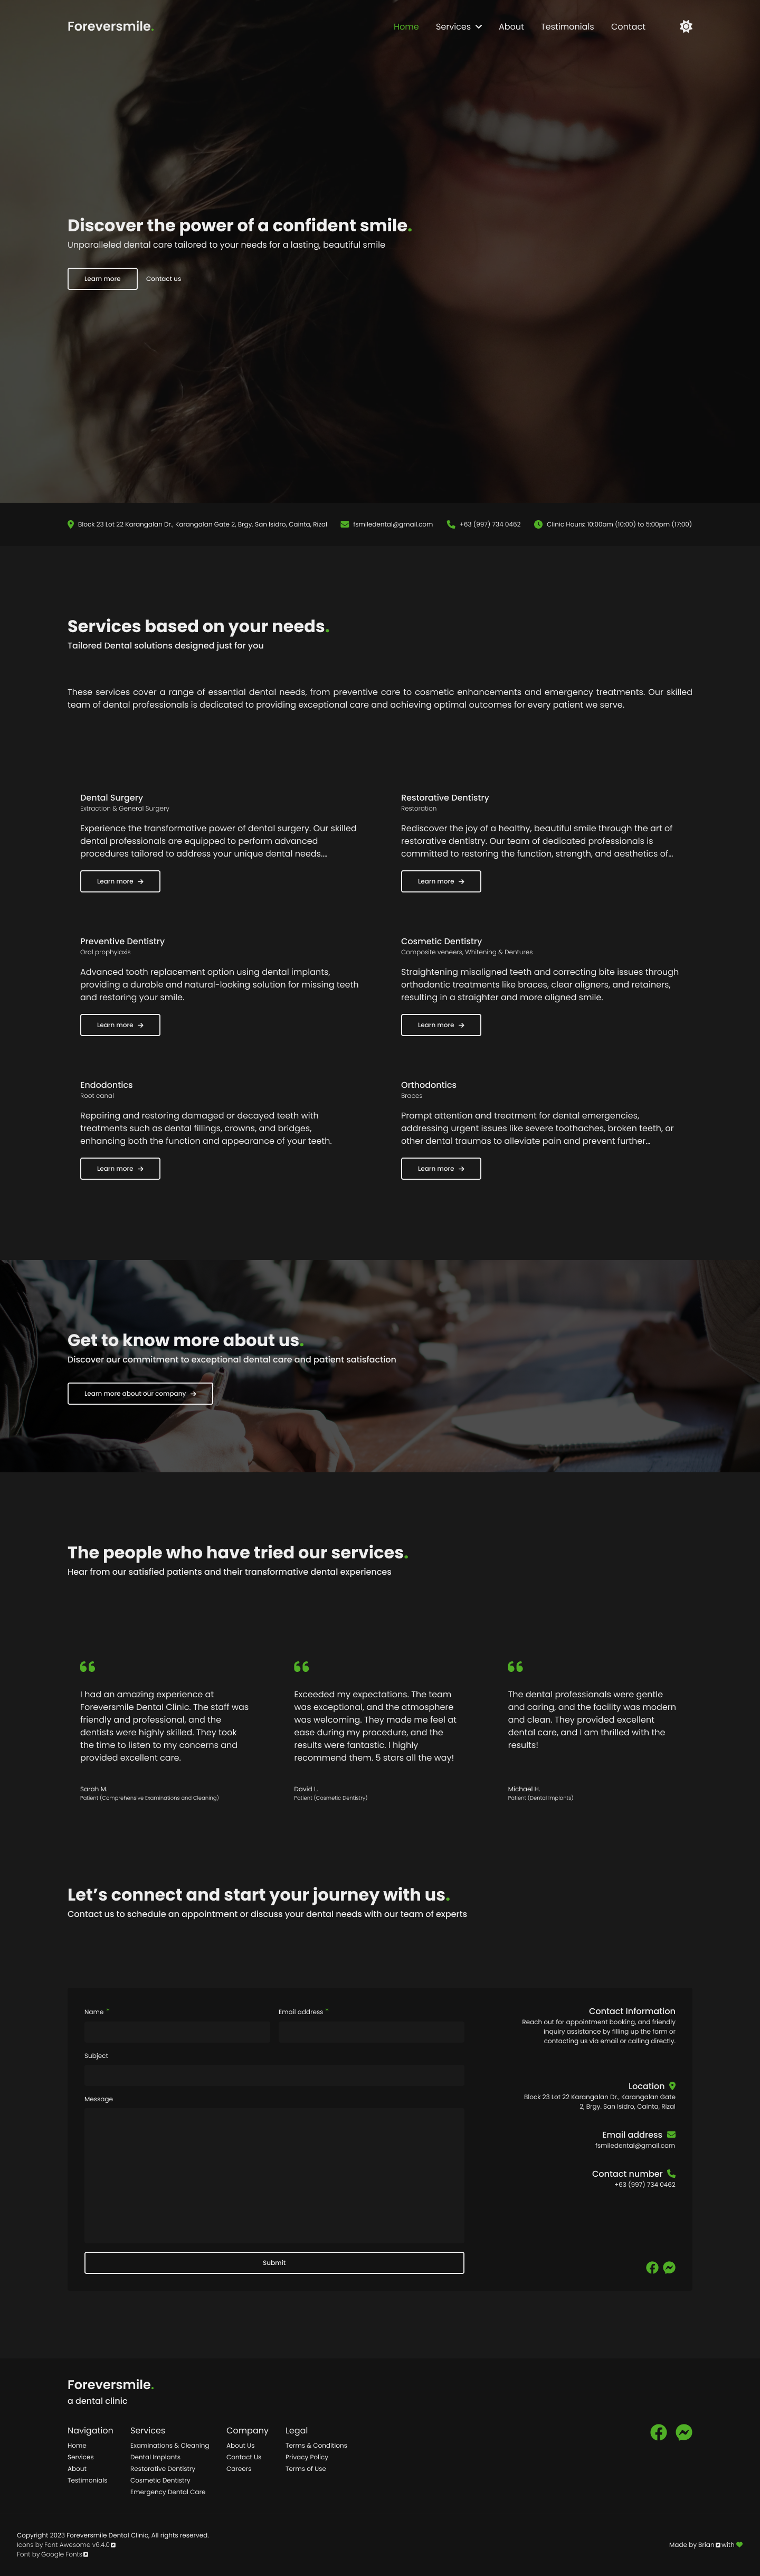 Foreversmile.
Home Services About Testimonials Contact
Discover the power of a confident smile.
Unparalleled dental care tailored to your needs for a lasting, beautiful smile
Learn more Contact us
Block 23 Lot 22 Karangalan Dr., Karangalan Gate 2, Brgy. San Isidro, Cainta, Rizal fsmiledental@gmail.com +63 (997) 734 0462 Clinic Hours: 10:00am (10:00) to 5:00pm (17:00)
Services based on your needs.
Tailored Dental solutions designed just for you
These services cover a range of essential dental needs, from preventive care to cosmetic enhancements and emergency treatments. Our skilled
team of dental professionals is dedicated to providing exceptional care and achieving optimal outcomes for every patient we serve.
Dental Surgery
Extraction & General Surgery
Experience the transformative power of dental surgery. Our skilled
dental professionals are equipped to perform advanced
procedures tailored to address your unique dental needs....
Learn more
Restorative Dentistry
Restoration
Rediscover the joy of a healthy, beautiful smile through the art of
restorative dentistry. Our team of dedicated professionals is
committed to restoring the function, strength, and aesthetics of...
Learn more
Preventive Dentistry
Oral prophylaxis
Advanced tooth replacement option using dental implants,
providing a durable and natural-looking solution for missing teeth
and restoring your smile.
Learn more
Cosmetic Dentistry
Composite veneers, Whitening & Dentures
Straightening misaligned teeth and correcting bite issues through
orthodontic treatments like braces, clear aligners, and retainers,
resulting in a straighter and more aligned smile.
Learn more
Endodontics
Root canal
Repairing and restoring damaged or decayed teeth with
treatments such as dental fillings, crowns, and bridges,
enhancing both the function and appearance of your teeth.
Learn more
Orthodontics
Braces
Prompt attention and treatment for dental emergencies,
addressing urgent issues like severe toothaches, broken teeth, or
other dental traumas to alleviate pain and prevent further...
Learn more
Get to know more about us.
Discover our commitment to exceptional dental care and patient satisfaction
Learn more about our company
The people who have tried our services.
Hear from our satisfied patients and their transformative dental experiences
I had an amazing experience at
Foreversmile Dental Clinic. The staff was
friendly and professional, and the
dentists were highly skilled. They took
the time to listen to my concerns and
provided excellent care.
Sarah M.
Patient (Comprehensive Examinations and Cleaning)
Exceeded my expectations. The team
was exceptional, and the atmosphere
was welcoming. They made me feel at
ease during my procedure, and the
results were fantastic. I highly
recommend them. 5 stars all the way!
David L.
Patient (Cosmetic Dentistry)
The dental professionals were gentle
and caring, and the facility was modern
and clean. They provided excellent
dental care, and I am thrilled with the
results!
Michael H.
Patient (Dental Implants)
Let's connect and start your journey with us.
Contact us to schedule an appointment or discuss your dental needs with our team of experts
Name * Email address *
Subject
Message
Submit
Contact Information
Reach out for appointment booking, and friendly
inquiry assistance by filling up the form or
contacting us via email or calling directly.
Location
Block 23 Lot 22 Karangalan Dr., Karangalan Gate
2, Brgy. San Isidro, Cainta, Rizal
Email address
fsmiledental@gmail.com
Contact number
+63 (997) 734 0462
Foreversmile.
a dental clinic
Navigation
Home
Services
About
Testimonials
Services
Examinations & Cleaning
Dental Implants
Restorative Dentistry
Cosmetic Dentistry
Emergency Dental Care
Company
About Us
Contact Us
Careers
Legal
Terms & Conditions
Privacy Policy
Terms of Use
Copyright 2023 Foreversmile Dental Clinic, All rights reserved.
Icons by Font Awesome v6.4.0
Font by Google Fonts
Made by Brian with